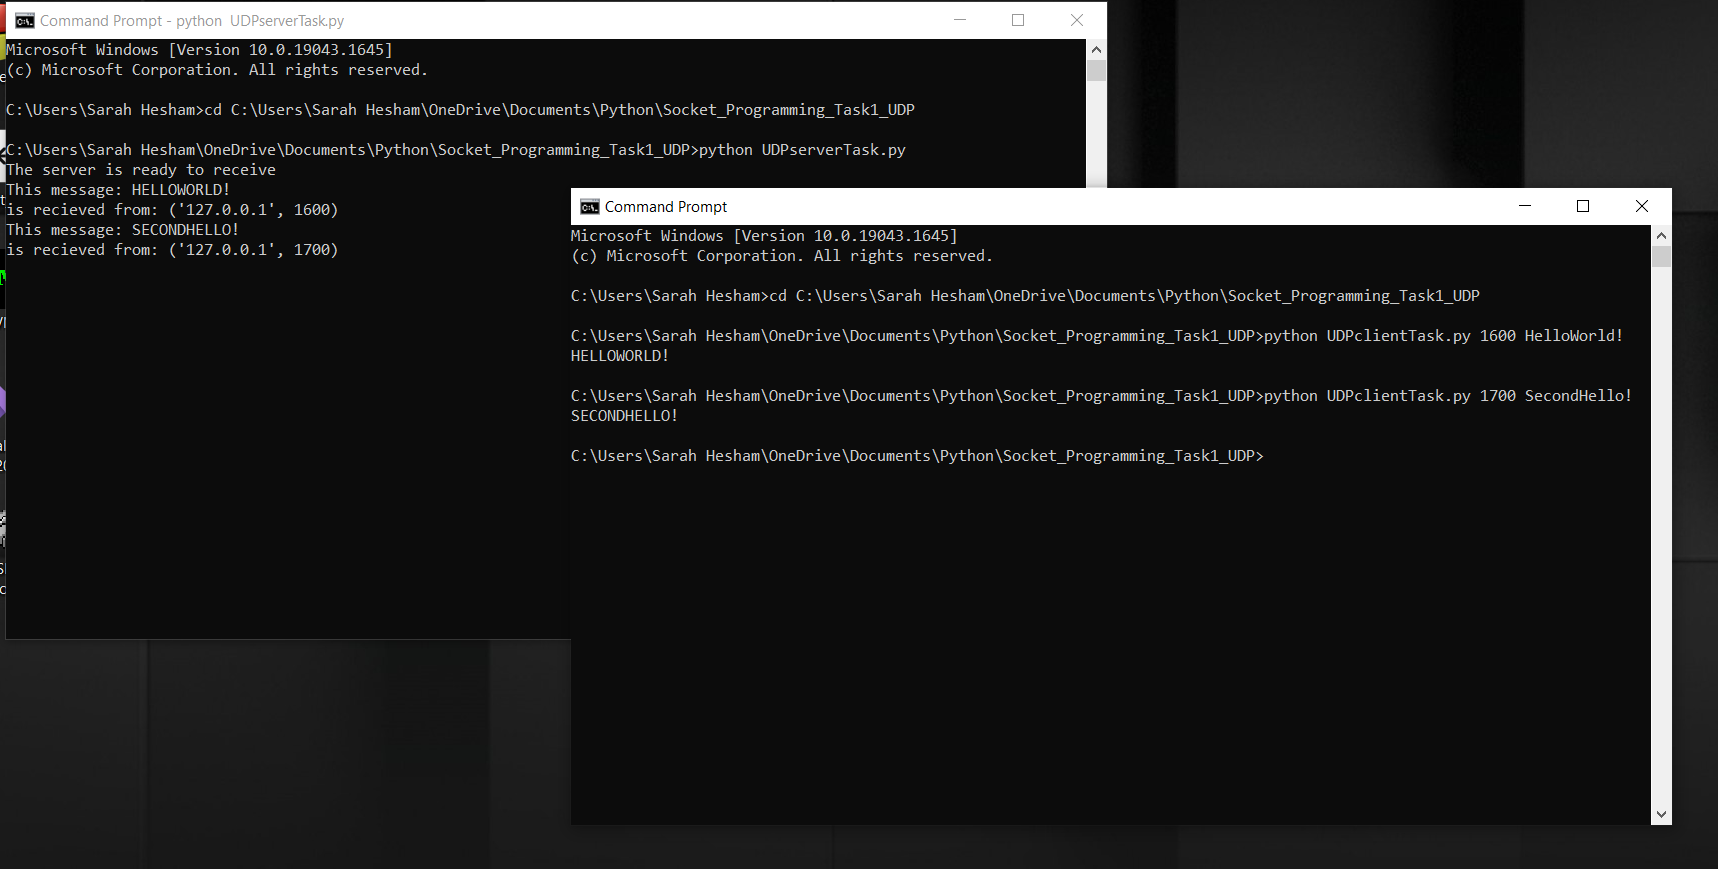 Command Prompt - python  UDPserverTask.py
Microsoft Windows [Version 10.0.19043.1645]
(c) Microsoft Corporation. All rights reserved.
C:\Users\Sarah Hesham>cd C:\Users\Sarah Hesham\OneDrive\Documents\Python\Socket_Programming_Task1_UDP
C:\Users\Sarah Hesham\OneDrive\Documents\Python\Socket_Programming_Task1_UDP>python UDPserverTask.py
The server is ready to receive
This message: HELLOWORLD!
is recieved from: ('127.0.0.1', 1600)
This message: SECONDHELLO!
is recieved from: ('127.0.0.1', 1700)
Command Prompt
Microsoft Windows [Version 10.0.19043.1645]
(c) Microsoft Corporation. All rights reserved.
C:\Users\Sarah Hesham>cd C:\Users\Sarah Hesham\OneDrive\Documents\Python\Socket_Programming_Task1_UDP
C:\Users\Sarah Hesham\OneDrive\Documents\Python\Socket_Programming_Task1_UDP>python UDPclientTask.py 1600 HelloWorld!
HELLOWORLD!
C:\Users\Sarah Hesham\OneDrive\Documents\Python\Socket_Programming_Task1_UDP>python UDPclientTask.py 1700 SecondHello!
SECONDHELLO!
C:\Users\Sarah Hesham\OneDrive\Documents\Python\Socket_Programming_Task1_UDP>